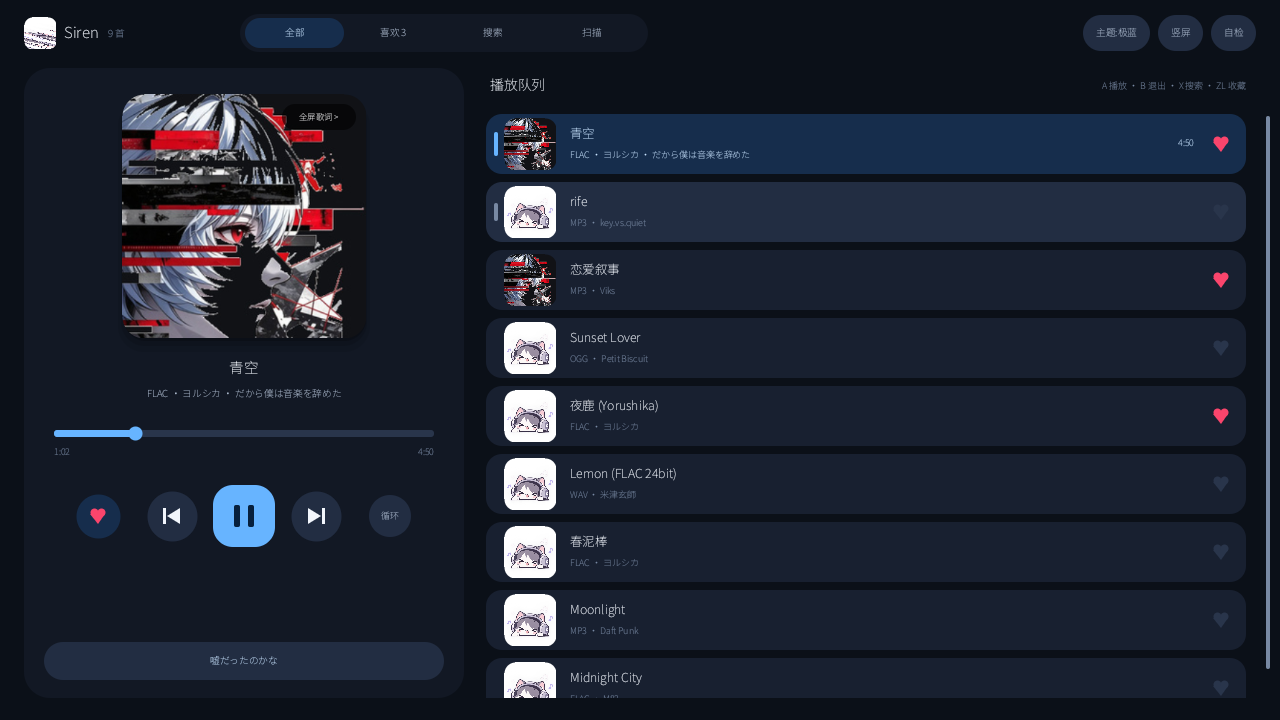 Siren 9 首
全部 喜欢3 搜索 扫描
主题:极蓝 竖屏 自检
全屏歌词 >
青空
FLAC ・ ヨルシカ ・ だから僕は音楽を辞めた
1:02 4:50
循环
嘘だったのかな
播放队列
A 播放 ・ B 退出 ・ X 搜索 ・ ZL 收藏
青空
FLAC ・ ヨルシカ ・ だから僕は音楽を辞めた
4:50
rife
MP3 ・ key.vs.quiet
恋爱叙事
MP3 ・ Viks
Sunset Lover
OGG ・ Petit Biscuit
夜鹿 (Yorushika)
FLAC ・ ヨルシカ
Lemon (FLAC 24bit)
WAV ・ 米津玄師
春泥棒
FLAC ・ ヨルシカ
Moonlight
MP3 ・ Daft Punk
Midnight City